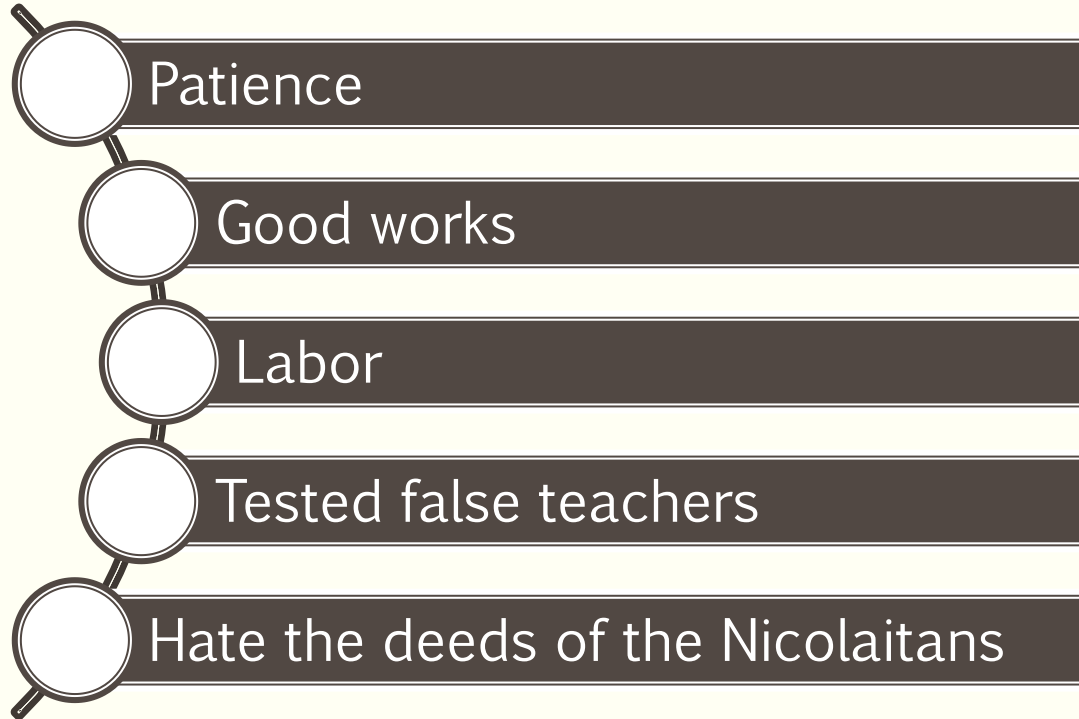 Patience
Good works
Labor
Tested false teachers
Hate the deeds of the Nicolaitans